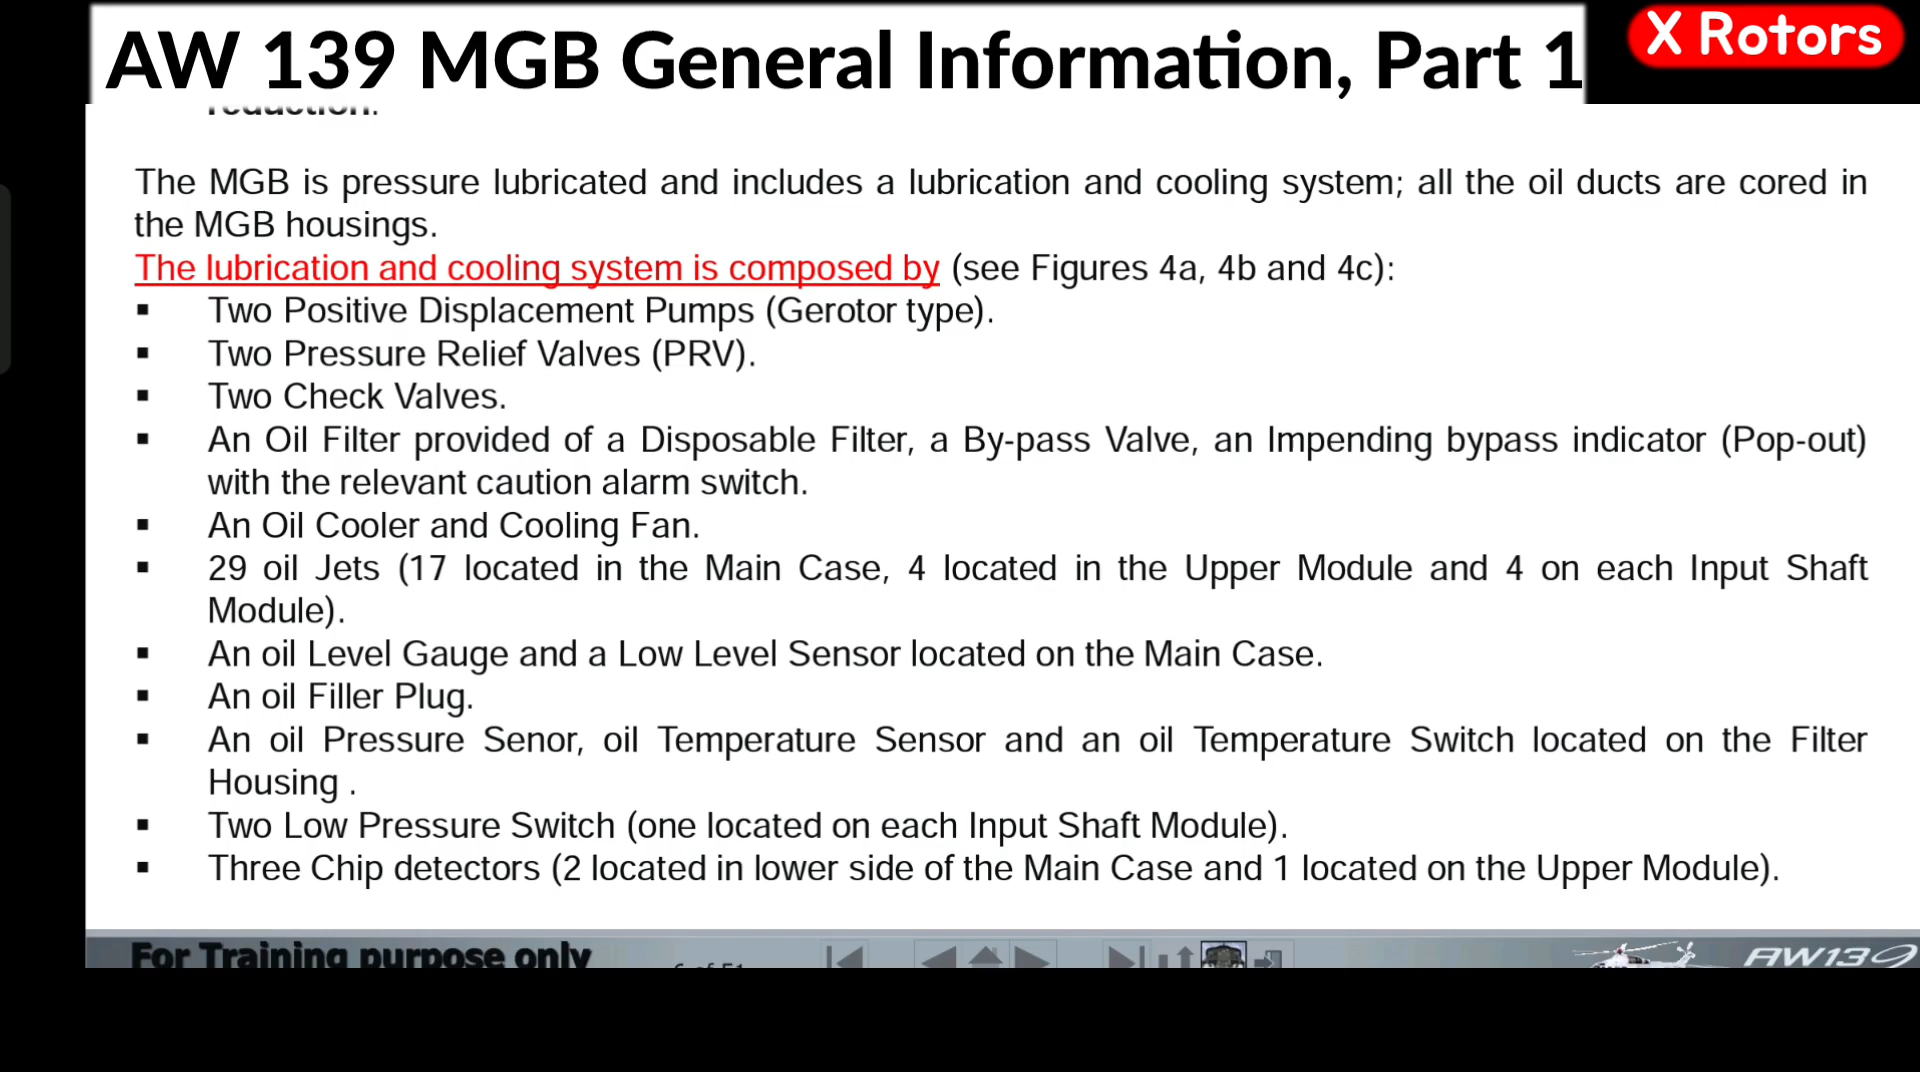 AW 139 MGB General Information, Part 1
X Rotors
reduction.
The MGB is pressure lubricated and includes a lubrication and cooling system; all the oil ducts are cored in
the MGB housings.
The lubrication and cooling system is composed by (see Figures 4a, 4b and 4c):
▪ Two Positive Displacement Pumps (Gerotor type).
▪ Two Pressure Relief Valves (PRV).
▪ Two Check Valves.
▪ An Oil Filter provided of a Disposable Filter, a By-pass Valve, an Impending bypass indicator (Pop-out)
with the relevant caution alarm switch.
▪ An Oil Cooler and Cooling Fan.
▪ 29 oil Jets (17 located in the Main Case, 4 located in the Upper Module and 4 on each Input Shaft
Module).
▪ An oil Level Gauge and a Low Level Sensor located on the Main Case.
▪ An oil Filler Plug.
▪ An oil Pressure Senor, oil Temperature Sensor and an oil Temperature Switch located on the Filter
Housing .
▪ Two Low Pressure Switch (one located on each Input Shaft Module).
▪ Three Chip detectors (2 located in lower side of the Main Case and 1 located on the Upper Module).
For Training purpose only
6 of 51
AW139